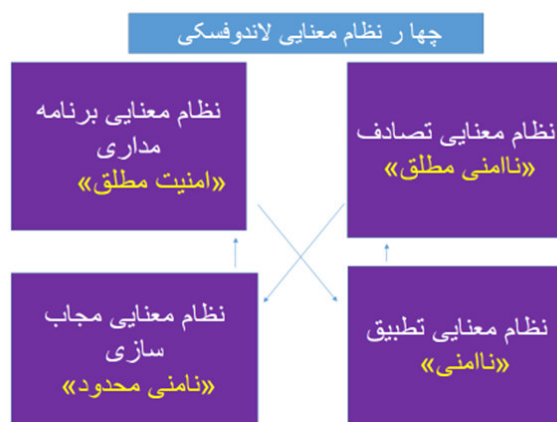 چها ر نظام معنایی لاندوفسکی
نظام معنایی تصادف
«ناامنی مطلق»
نظام معنایی برنامه
مداری
«امنیت مطلق»
نظام معنایی تطبیق
«ناامنی»
نظام معنایی مجاب
سازی
«نامنی محدود»